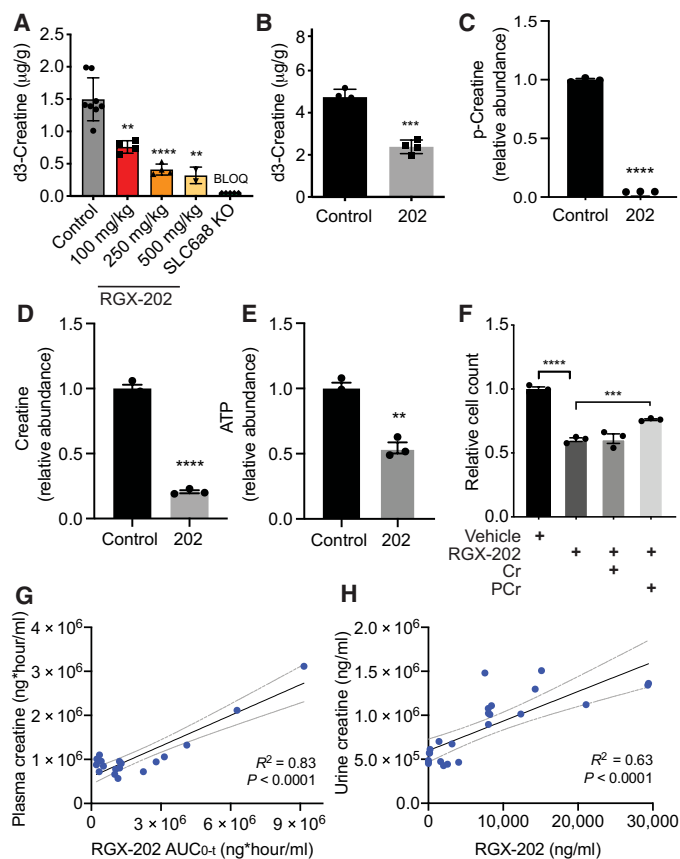 A
d3-Creatine (µg/g)
2.5
2.0
1.5
1.0
0.5
0.0
**
****
**
BLOQ
Control
100 mg/kg
250 mg/kg
500 mg/kg
SLC6a8 KO
RGX-202
B
d3-Creatine (µg/g)
8
6
4
2
0
***
Control
202
C
p-Creatine
(relative abundance)
1.5
1.0
0.5
0.0
****
Control
202
D
Creatine
(relative abundance)
1.5
1.0
0.5
0.0
****
Control
202
E
ATP
(relative abundance)
1.5
1.0
0.5
0.0
**
Control
202
F
Relative cell count
1.5
1.0
0.5
0.0
****
***
Vehicle +
RGX-202 + + +
Cr +
PCr +
G
Plasma creatine (ng*hour/ml)
4 × 10⁶
3 × 10⁶
2 × 10⁶
1 × 10⁶
0
R² = 0.83
P < 0.0001
0
3 × 10⁶
6 × 10⁶
9 × 10⁶
RGX-202 AUC₀₋t (ng*hour/ml)
H
Urine creatine (ng/ml)
2.0 × 10⁶
1.5 × 10⁶
1.0 × 10⁶
5.0 × 10⁵
0.0
R² = 0.63
P < 0.0001
0
10,000
20,000
30,000
RGX-202 (ng/ml)